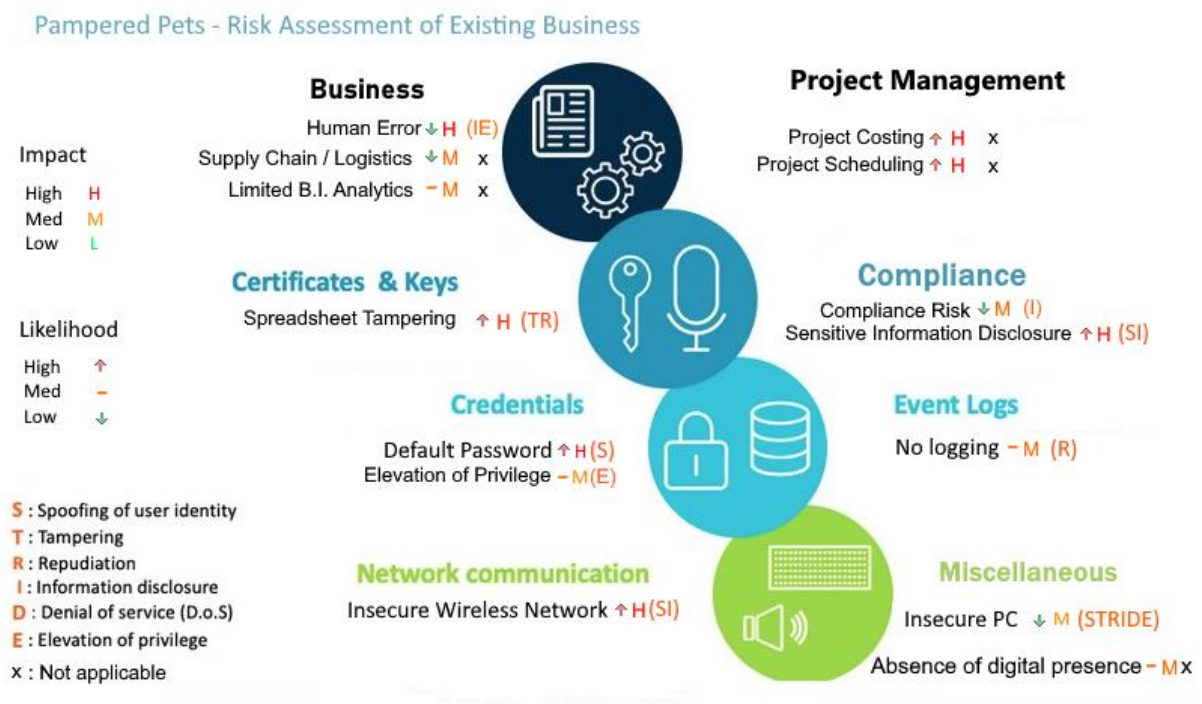 Pampered Pets - Risk Assessment of Existing Business
Business
Human Error ↓ H (IE)
Supply Chain / Logistics ↓ M x
Limited B.I. Analytics – M x
Project Management
Project Costing ↑ H x
Project Scheduling ↑ H x
Impact
High H
Med M
Low L
Certificates & Keys
Spreadsheet Tampering ↑ H (TR)
Compliance
Compliance Risk ↓ M (I)
Sensitive Information Disclosure ↑ H (SI)
Likelihood
High ↑
Med –
Low ↓
Credentials
Default Password ↑ H (S)
Elevation of Privilege – M (E)
Event Logs
No logging – M (R)
S : Spoofing of user identity
T : Tampering
R : Repudiation
I : Information disclosure
D : Denial of service (D.o.S)
E : Elevation of privilege
x : Not applicable
Network communication
Insecure Wireless Network ↑ H (SI)
Miscellaneous
Insecure PC ↓ M (STRIDE)
Absence of digital presence – M x